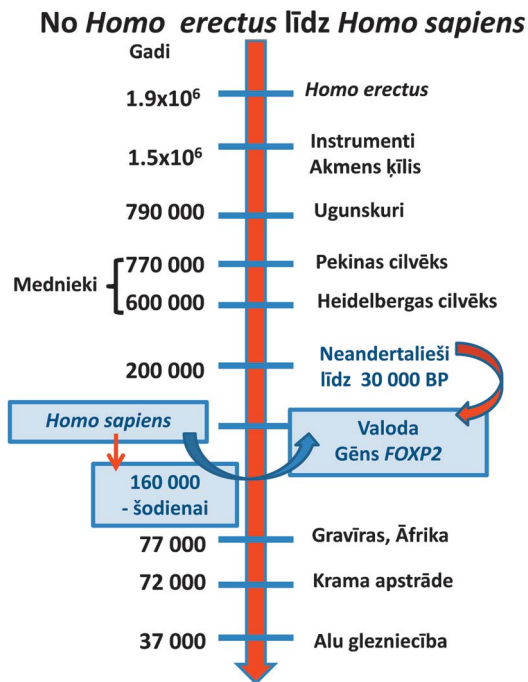 No Homo erectus līdz Homo sapiens
Gadi
1.9x10⁶
Homo erectus
1.5x10⁶
Instrumenti
Akmens ķīlis
790 000
Ugunskuri
Mednieki
770 000
Pekinas cilvēks
600 000
Heidelbergas cilvēks
200 000
Neandertalieši
līdz 30 000 BP
Homo sapiens
Valoda
Gēns FOXP2
160 000
- šodienai
77 000
Gravīras, Āfrika
72 000
Krama apstrāde
37 000
Alu glezniecība